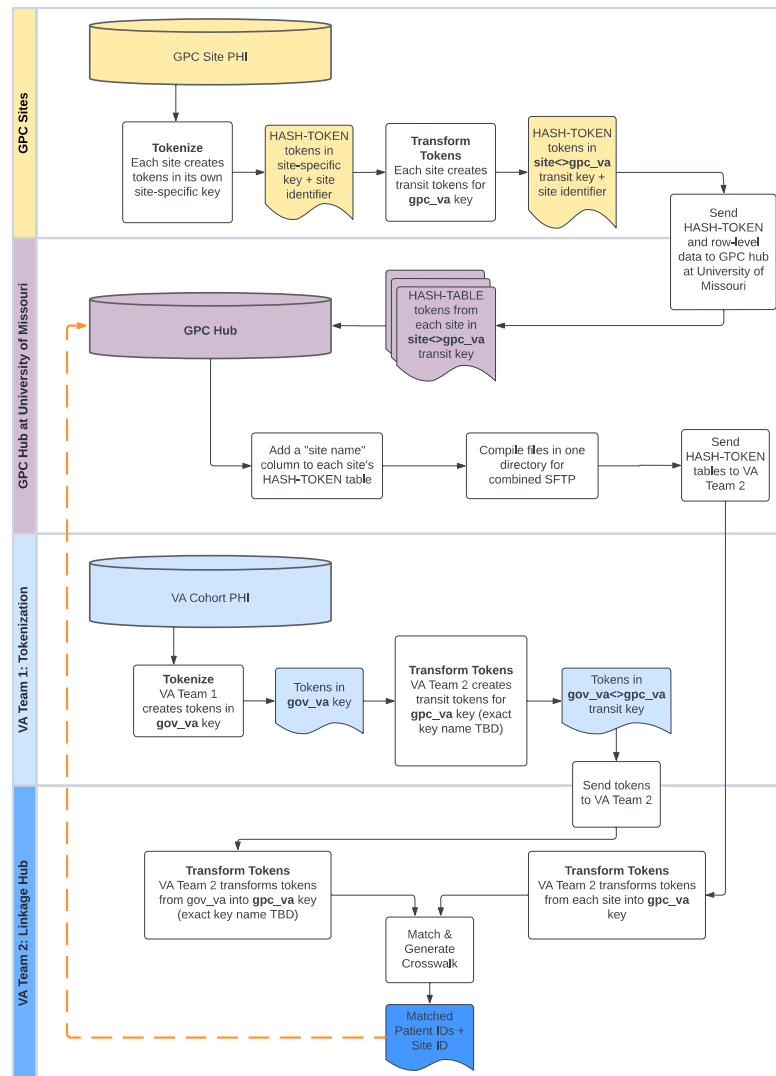 GPC Sites
GPC Site PHI
Tokenize
Each site creates
tokens in its own
site-specific key
HASH-TOKEN
tokens in
site-specific
key + site
identifier
Transform
Tokens
Each site creates
transit tokens for
gpc_va key
HASH-TOKEN
tokens in
site<>gpc_va
transit key +
site identifier
Send
HASH-TOKEN
and row-level
data to GPC hub
at University of
Missouri
GPC Hub at University of Missouri
GPC Hub
HASH-TABLE
tokens from
each site in
site<>gpc_va
transit key
Add a "site name"
column to each site's
HASH-TOKEN table
Compile files in one
directory for
combined SFTP
Send
HASH-TOKEN
tables to VA
Team 2
VA Team 1: Tokenization
VA Cohort PHI
Tokenize
VA Team 1
creates tokens in
gov_va key
Tokens in
gov_va key
Transform Tokens
VA Team 2 creates
transit tokens for
gpc_va key (exact
key name TBD)
Tokens in
gov_va<>gpc_va
transit key
Send tokens
to VA Team 2
VA Team 2: Linkage Hub
Transform Tokens
VA Team 2 transforms tokens
from gov_va into gpc_va key
(exact key name TBD)
Transform Tokens
VA Team 2 transforms tokens
from each site into gpc_va
key
Match &
Generate
Crosswalk
Matched
Patient IDs +
Site ID